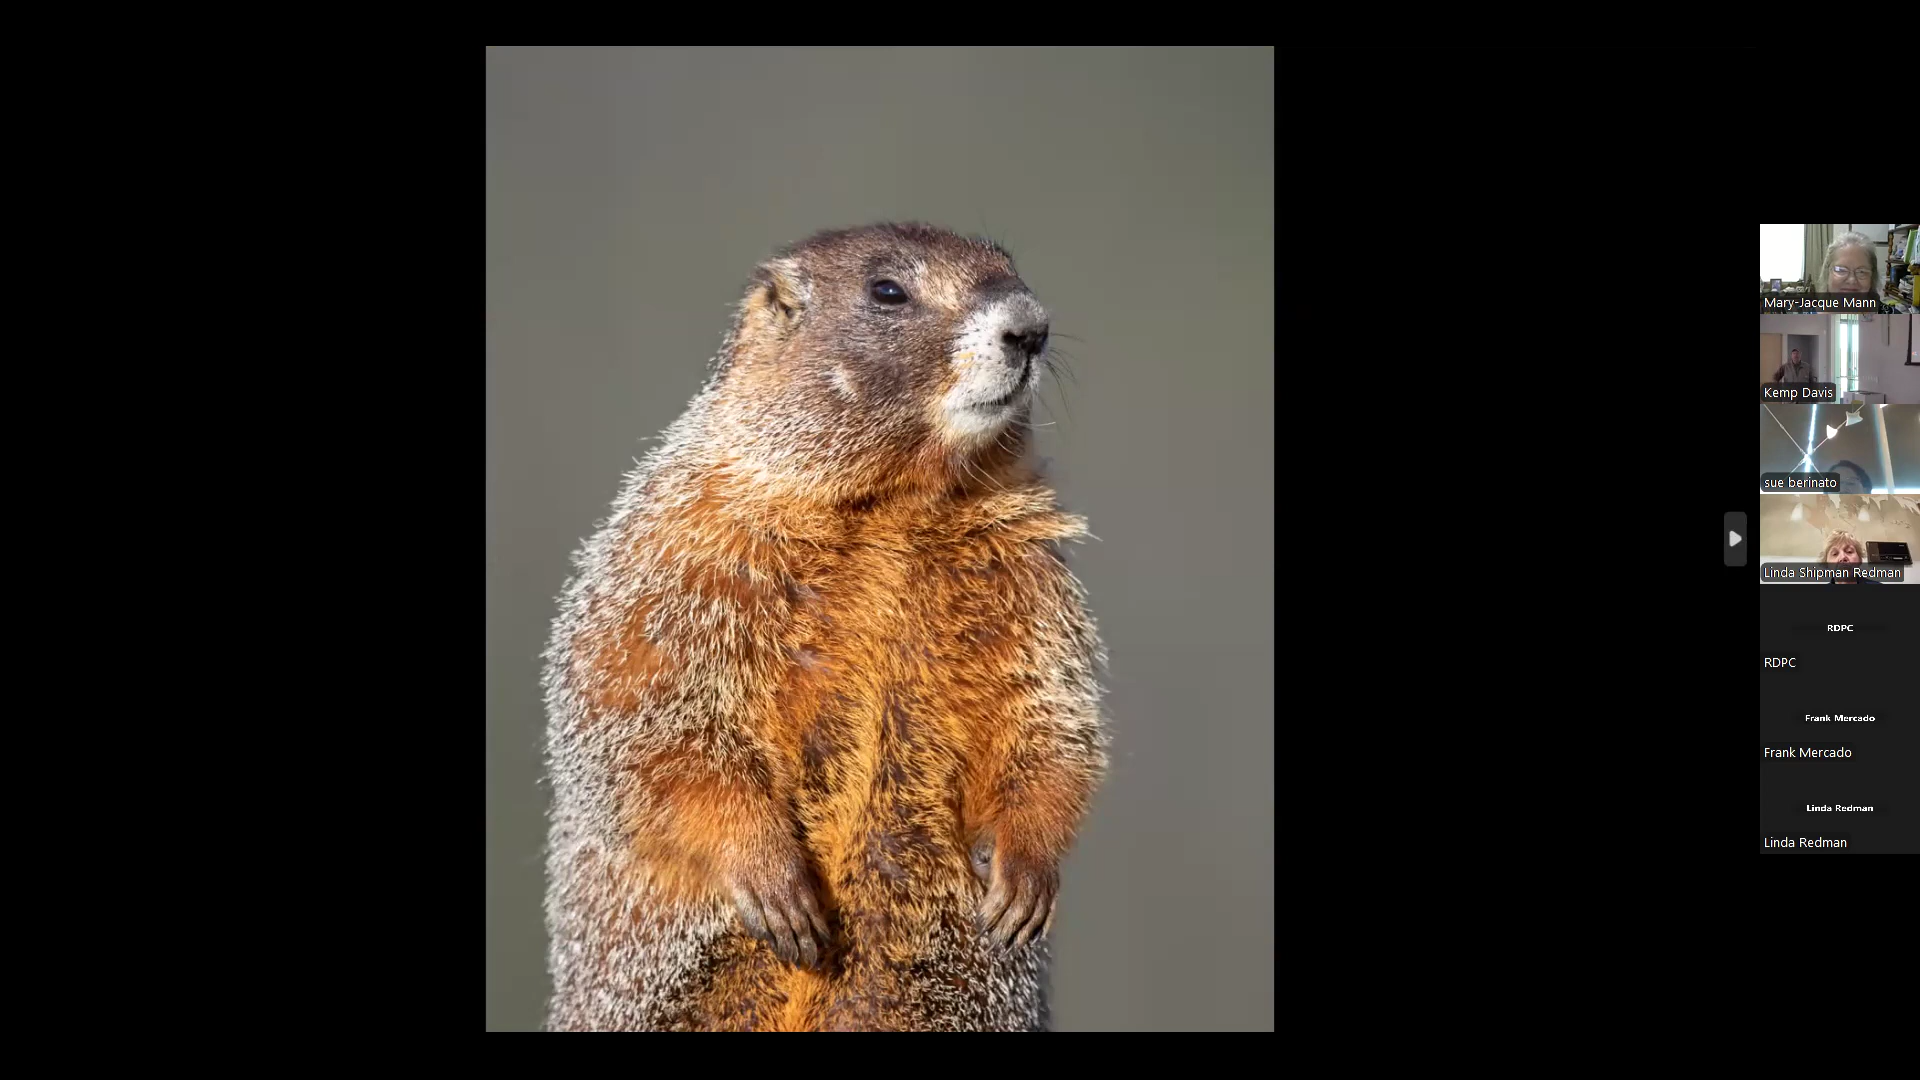 Mary-Jacque Mann
Kemp Davis
sue berinato
Linda Shipman Redman
RDPC
RDPC
Frank Mercado
Frank Mercado
Linda Redman
Linda Redman